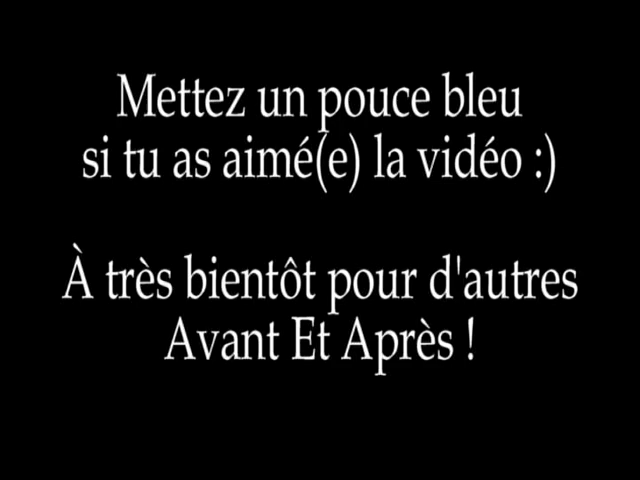 Mettez un pouce bleu
si tu as aimé(e) la vidéo :)
À très bientôt pour d'autres
Avant Et Après !